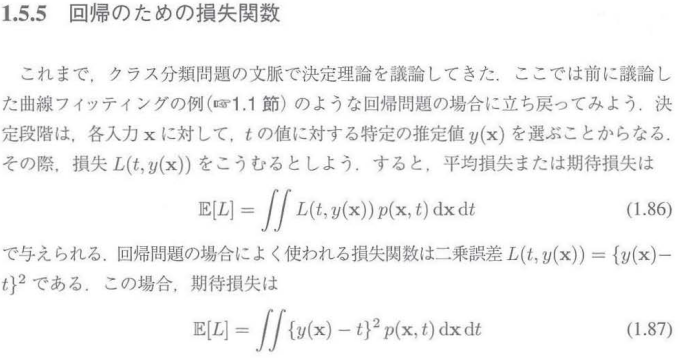 1.5.5 回帰のための損失関数
これまで，クラス分類問題の文脈で決定理論を議論してきた．ここでは前に議論し
た曲線フィッティングの例(☞1.1 節) のような回帰問題の場合に立ち戻ってみよう．決
定段階は，各入力 x に対して，t の値に対する特定の推定値 y(x) を選ぶことからなる．
その際，損失 L(t, y(x)) をこうむるとしよう．すると，平均損失または期待損失は
𝔼[L] = ∬ L(t, y(x)) p(x, t) dx dt (1.86)
で与えられる．回帰問題の場合によく使われる損失関数は二乗誤差 L(t, y(x)) = {y(x)−
t}² である．この場合，期待損失は
𝔼[L] = ∬ {y(x) − t}² p(x, t) dx dt (1.87)